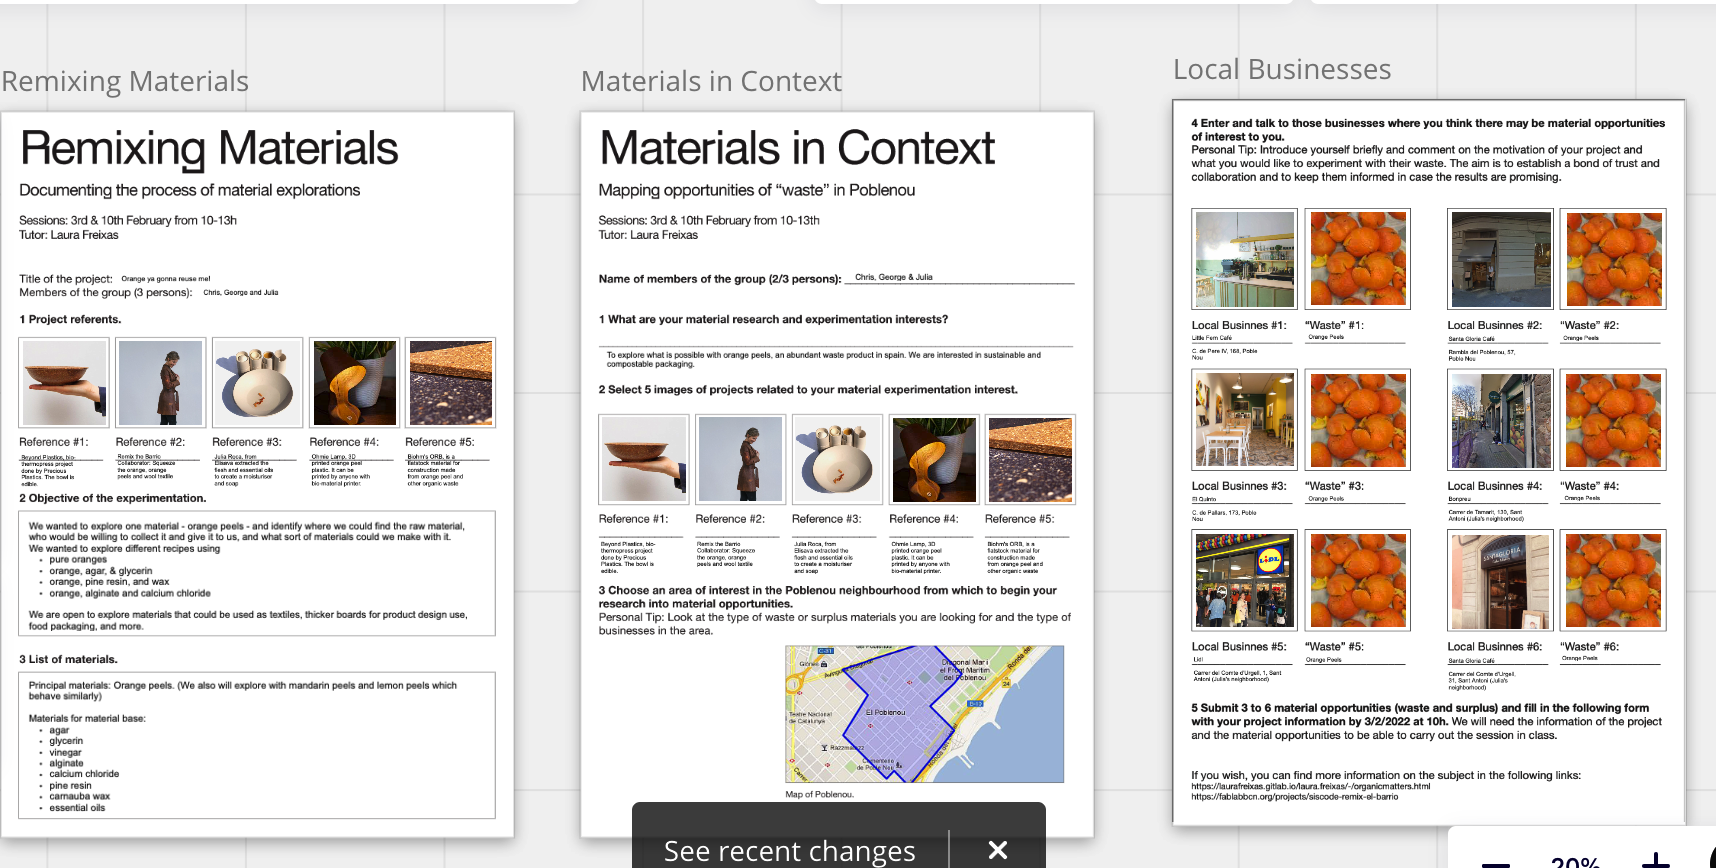 Remixing Materials
Remixing Materials
Documenting the process of material explorations
Sessions: 3rd & 10th February from 10-13h
Tutor: Laura Freixas
Title of the project: Orange ya gonna reuse me!
Members of the group (3 persons): Chris, George and Julia
1 Project referents.
Reference #1: Reference #2: Reference #3: Reference #4: Reference #5:
Beyond Plastics, bio-
thermopress project
done by Precious
Plastics. The bowl is
edible.
Remix the Barrio
Collaborator: Squeeze
the orange, orange
peels and wool textile
Julia Roca, from
Elisava extracted the
flesh and essential oils
to create a moisturiser
and soap
Ohmie Lamp, 3D
printed orange peel
plastic. It can be
printed by anyone with
bio-material printer.
Biohm's ORB, is a
flatstock material for
construction made
from orange peel and
other organic waste
2 Objective of the experimentation.
We wanted to explore one material - orange peels - and identify where we could find the raw material,
who would be willing to collect it and give it to us, and what sort of materials could we make with it.
We wanted to explore different recipes using
• pure oranges
• orange, agar, & glycerin
• orange, pine resin, and wax
• orange, alginate and calcium chloride
We are open to explore materials that could be used as textiles, thicker boards for product design use,
food packaging, and more.
3 List of materials.
Principal materials: Orange peels. (We also will explore with mandarin peels and lemon peels which
behave similarly)
Materials for material base:
• agar
• glycerin
• vinegar
• alginate
• calcium chloride
• pine resin
• carnauba wax
• essential oils
Materials in Context
Materials in Context
Mapping opportunities of “waste” in Poblenou
Sessions: 3rd & 10th February from 10-13th
Tutor: Laura Freixas
Name of members of the group (2/3 persons): Chris, George & Julia
1 What are your material research and experimentation interests?
To explore what is possible with orange peels, an abundant waste product in spain. We are interested in sustainable and
compostable packaging.
2 Select 5 images of projects related to your material experimentation interest.
Reference #1: Reference #2: Reference #3: Reference #4: Reference #5:
Beyond Plastics, bio-
thermopress project
done by Precious
Plastics. The bowl is
edible.
Remix the Barrio
Collaborator: Squeeze
the orange, orange
peels and wool textile
Julia Roca, from
Elisava extracted the
flesh and essential oils
to create a moisturiser
and soap
Ohmie Lamp, 3D
printed orange peel
plastic. It can be
printed by anyone with
bio-material printer.
Biohm's ORB, is a
flatstock material for
construction made
from orange peel and
other organic waste
3 Choose an area of interest in the Poblenou neighbourhood from which to begin your
research into material opportunities.
Personal Tip: Look at the type of waste or surplus materials you are looking for and the type of
businesses in the area.
Glòries
Diagonal Mar i
el Front Marítim
del Poblenou
Ronda del
Teatre Nacional
de Catalunya
El Poblenou
Razzmatazz
Map of Poblenou.
See recent changes
Local Businesses
4 Enter and talk to those businesses where you think there may be material opportunities
of interest to you.
Personal Tip: Introduce yourself briefly and comment on the motivation of your project and
what you would like to experiment with their waste. The aim is to establish a bond of trust and
collaboration and to keep them informed in case the results are promising.
Local Businnes #1: “Waste” #1: Local Businnes #2: “Waste” #2:
Little Fern Café Orange Peels Santa Gloria Café Orange Peels
C. de Pere IV, 168, Poble
Nou
Rambla del Poblenou, 57,
Poble Nou
Local Businnes #3: “Waste” #3: Local Businnes #4: “Waste” #4:
El Quinto Orange Peels Bonpreu Orange Peels
C. de Pallars, 173, Poble
Nou
Carrer de Tamarit, 130, Sant
Antoni (Julia's neighborhood)
LIDL
Local Businnes #5: “Waste” #5: Local Businnes #6: “Waste” #6:
Lidl Orange Peels Santa Gloria Café Orange Peels
Carrer del Comte d'Urgell, 1, Sant
Antoni (Julia's neighborhood)
Carrer del Comte d'Urgell,
31, Sant Antoni (Julia's
neighborhood)
5 Submit 3 to 6 material opportunities (waste and surplus) and fill in the following form
with your project information by 3/2/2022 at 10h. We will need the information of the project
and the material opportunities to be able to carry out the session in class.
If you wish, you can find more information on the subject in the following links:
https://laurafreixas.gitlab.io/laura.freixas/-/organicmatters.html
https://fablabbcn.org/projects/siscode-remix-el-barrio
20%